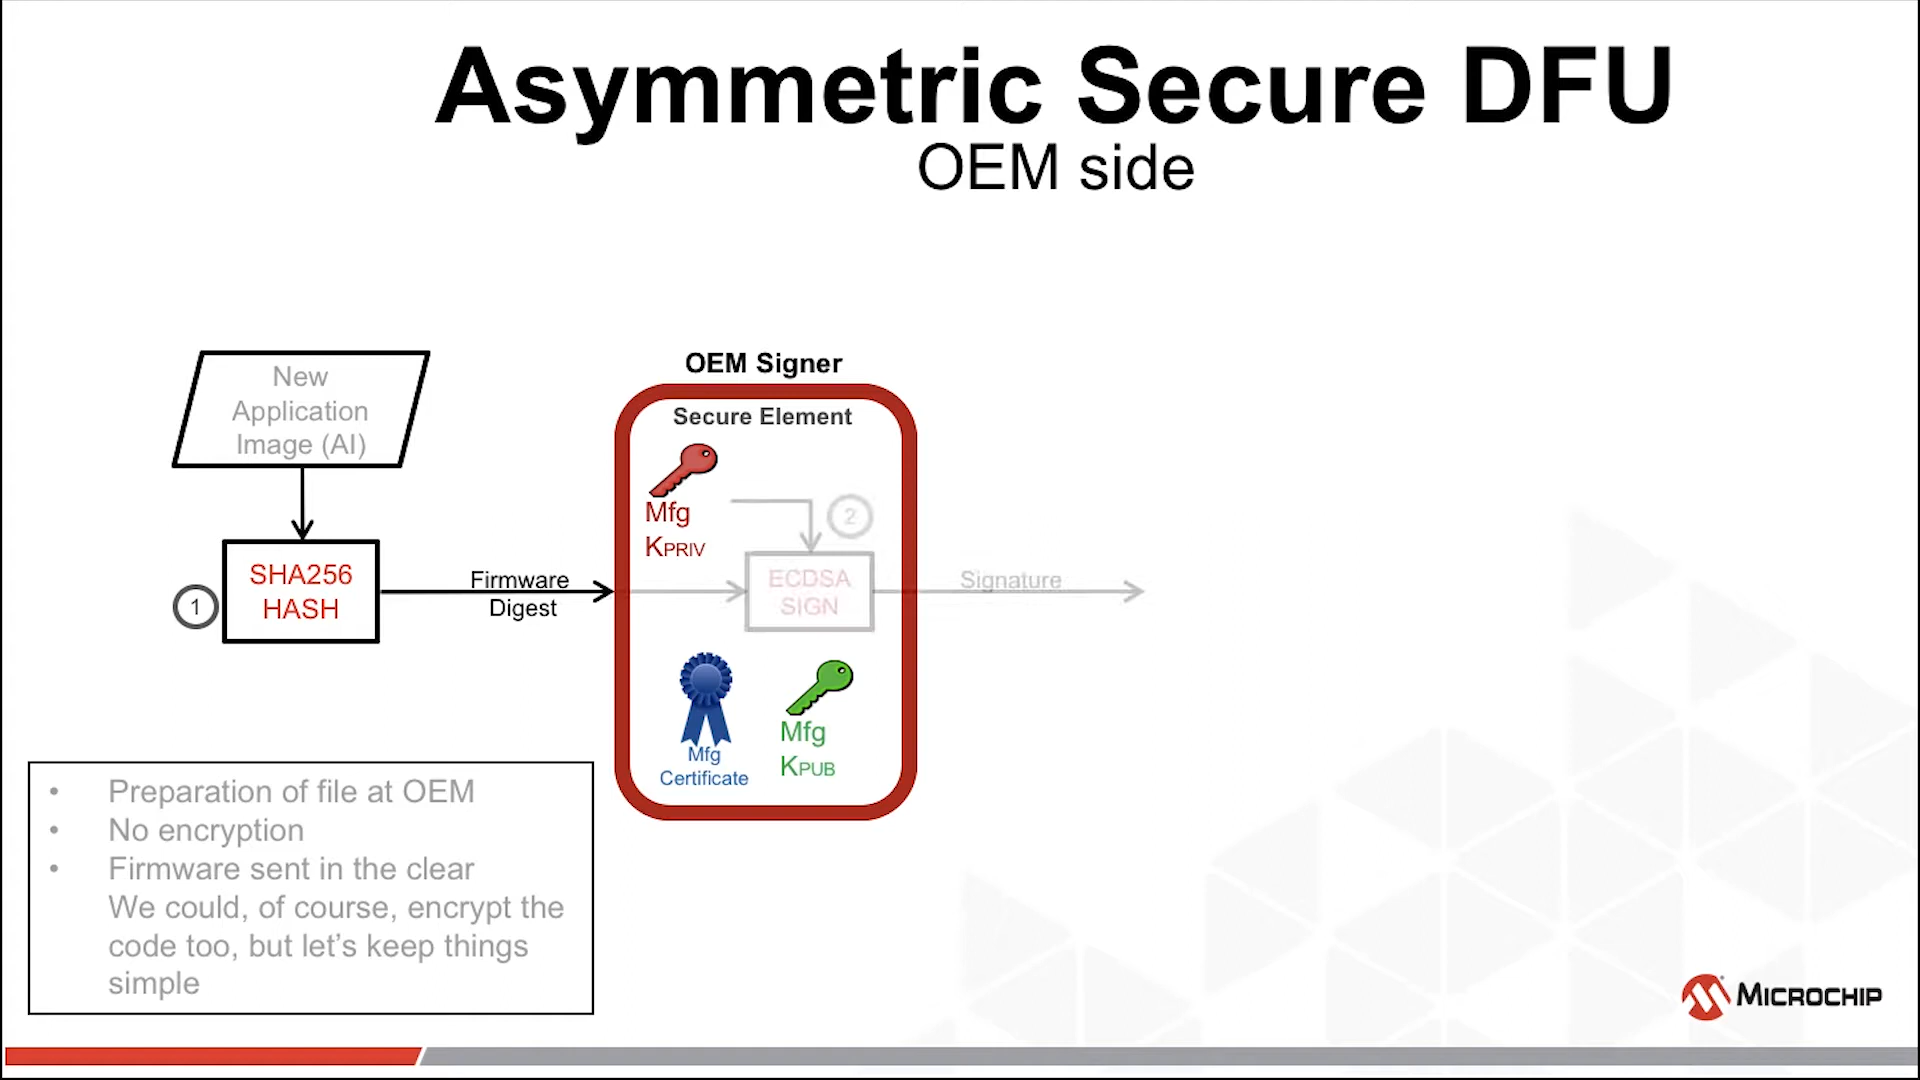 Asymmetric Secure DFU
OEM side
New
Application
Image (AI)
1
SHA256
HASH
Firmware
Digest
OEM Signer
Secure Element
Mfg
KPRIV
2
ECDSA
SIGN
Signature
Mfg
Certificate
Mfg
KPUB
• Preparation of file at OEM
• No encryption
• Firmware sent in the clear
We could, of course, encrypt the
code too, but let's keep things
simple
MICROCHIP